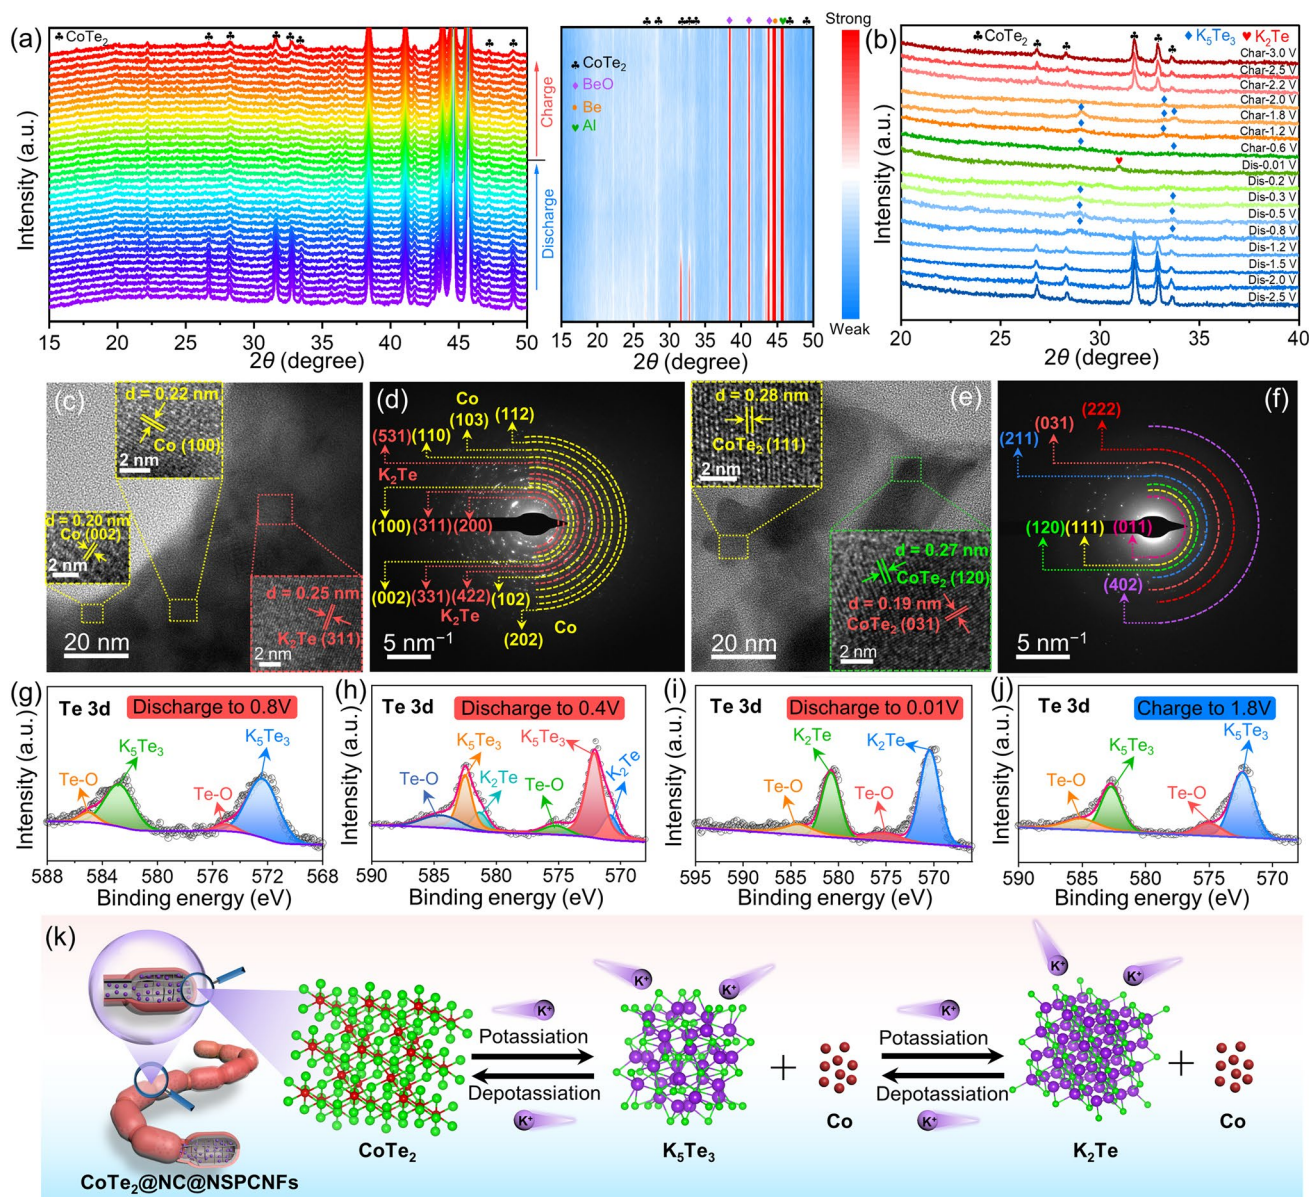 (a)
♣CoTe2
Intensity (a.u.)
Charge
Discharge
15 20 25 30 35 40 45 50
2θ (degree)
♣ CoTe2
♦ BeO
Be
♥ Al
15 20 25 30 35 40 45 50
2θ (degree)
Strong
Weak
(b)
♣CoTe2
♦ K5Te3 ♥ K2Te
Char-3.0 V
Char-2.5 V
Char-2.2 V
Char-2.0 V
Char-1.8 V
Char-1.2 V
Char-0.6 V
Dis-0.01 V
Dis-0.2 V
Dis-0.3 V
Dis-0.5 V
Dis-0.8 V
Dis-1.2 V
Dis-1.5 V
Dis-2.0 V
Dis-2.5 V
Intensity (a.u.)
20 25 30 35 40
2θ (degree)
(c)
d = 0.22 nm
Co (100)
2 nm
d = 0.20 nm
Co (002)
2 nm
d = 0.25 nm
K2Te (311)
2 nm
20 nm
(d)
Co
(112)
(103)
(531)
(110)
K2Te
(100)
(311)
(200)
(002)
(331)
(422)
(102)
K2Te
(202)
Co
5 nm−1
(e)
d = 0.28 nm
CoTe2 (111)
2 nm
d = 0.27 nm
CoTe2 (120)
d = 0.19 nm
CoTe2 (031)
2 nm
20 nm
(f)
(222)
(031)
(211)
(120)
(111)
(011)
(402)
5 nm−1
(g)
Te 3d
Discharge to 0.8V
K5Te3
K5Te3
Te-O
Te-O
Intensity (a.u.)
588 584 580 576 572 568
Binding energy (eV)
(h)
Te 3d
Discharge to 0.4V
K5Te3
K5Te3
Te-O
K2Te
Te-O
K2Te
Intensity (a.u.)
590 585 580 575 570
Binding energy (eV)
(i)
Te 3d
Discharge to 0.01V
K2Te
K2Te
Te-O
Te-O
Intensity (a.u.)
595 590 585 580 575 570
Binding energy (eV)
(j)
Te 3d
Charge to 1.8V
K5Te3
K5Te3
Te-O
Te-O
Intensity (a.u.)
590 585 580 575 570
Binding energy (eV)
(k)
K+
K+
K+
K+
K+
K+
Potassiation
Depotassiation
K+
Potassiation
Depotassiation
K+
+
Co
+
Co
CoTe2
K5Te3
K2Te
CoTe2@NC@NSPCNFs